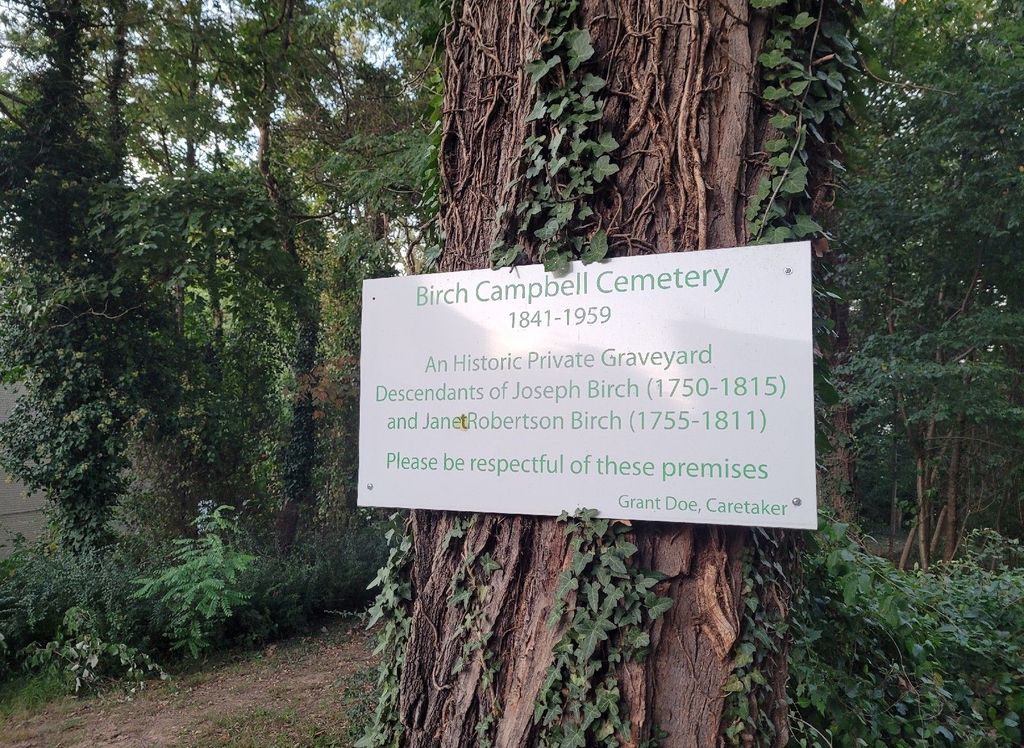 Birch Campbell Cemetery
1841-1959
An Historic Private Graveyard
Descendants of Joseph Birch (1750-1815)
and Janet Robertson Birch (1755-1811)
Please be respectful of these premises
Grant Doe, Caretaker